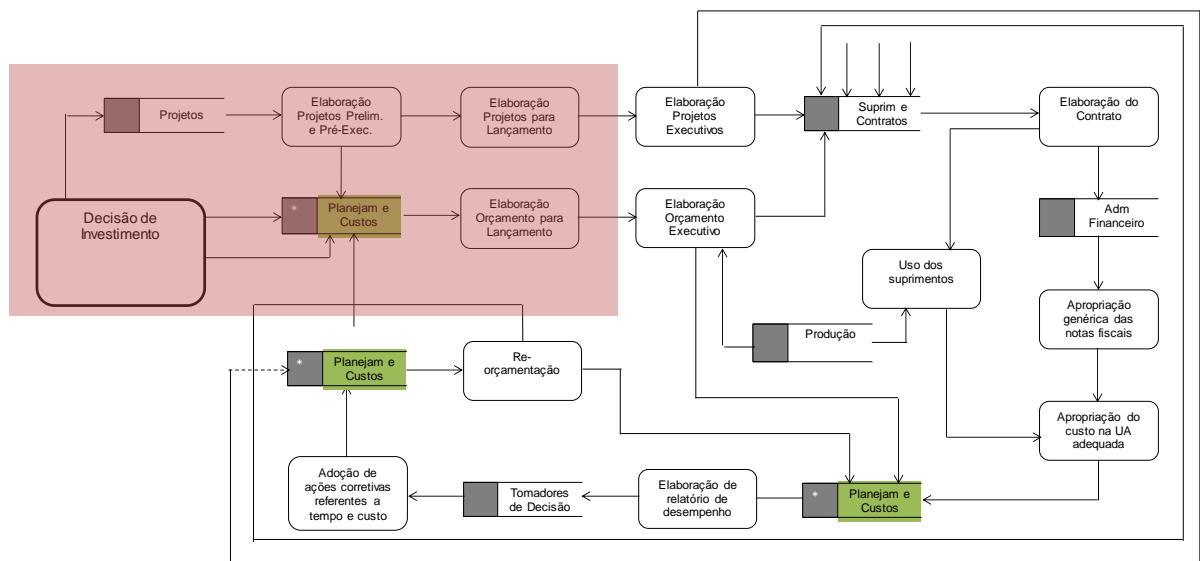 Projetos
Elaboração
Projetos Prelim.
e Pré-Exec.
Elaboração
Projetos para
Lançamento
Elaboração
Projetos
Executivos
Suprim e
Contratos
Elaboração do
Contrato
Decisão de
Investimento
*
Planejam e
Custos
Elaboração
Orçamento para
Lançamento
Elaboração
Orçamento
Executivo
Adm
Financeiro
Uso dos
suprimentos
Apropriação
genérica das
notas fiscais
Produção
*
Planejam e
Custos
Re-
orçamentação
Apropriação do
custo na UA
adequada
Adoção de
ações corretivas
referentes a
tempo e custo
Tomadores
de Decisão
Elaboração de
relatório de
desempenho
*
Planejam e
Custos